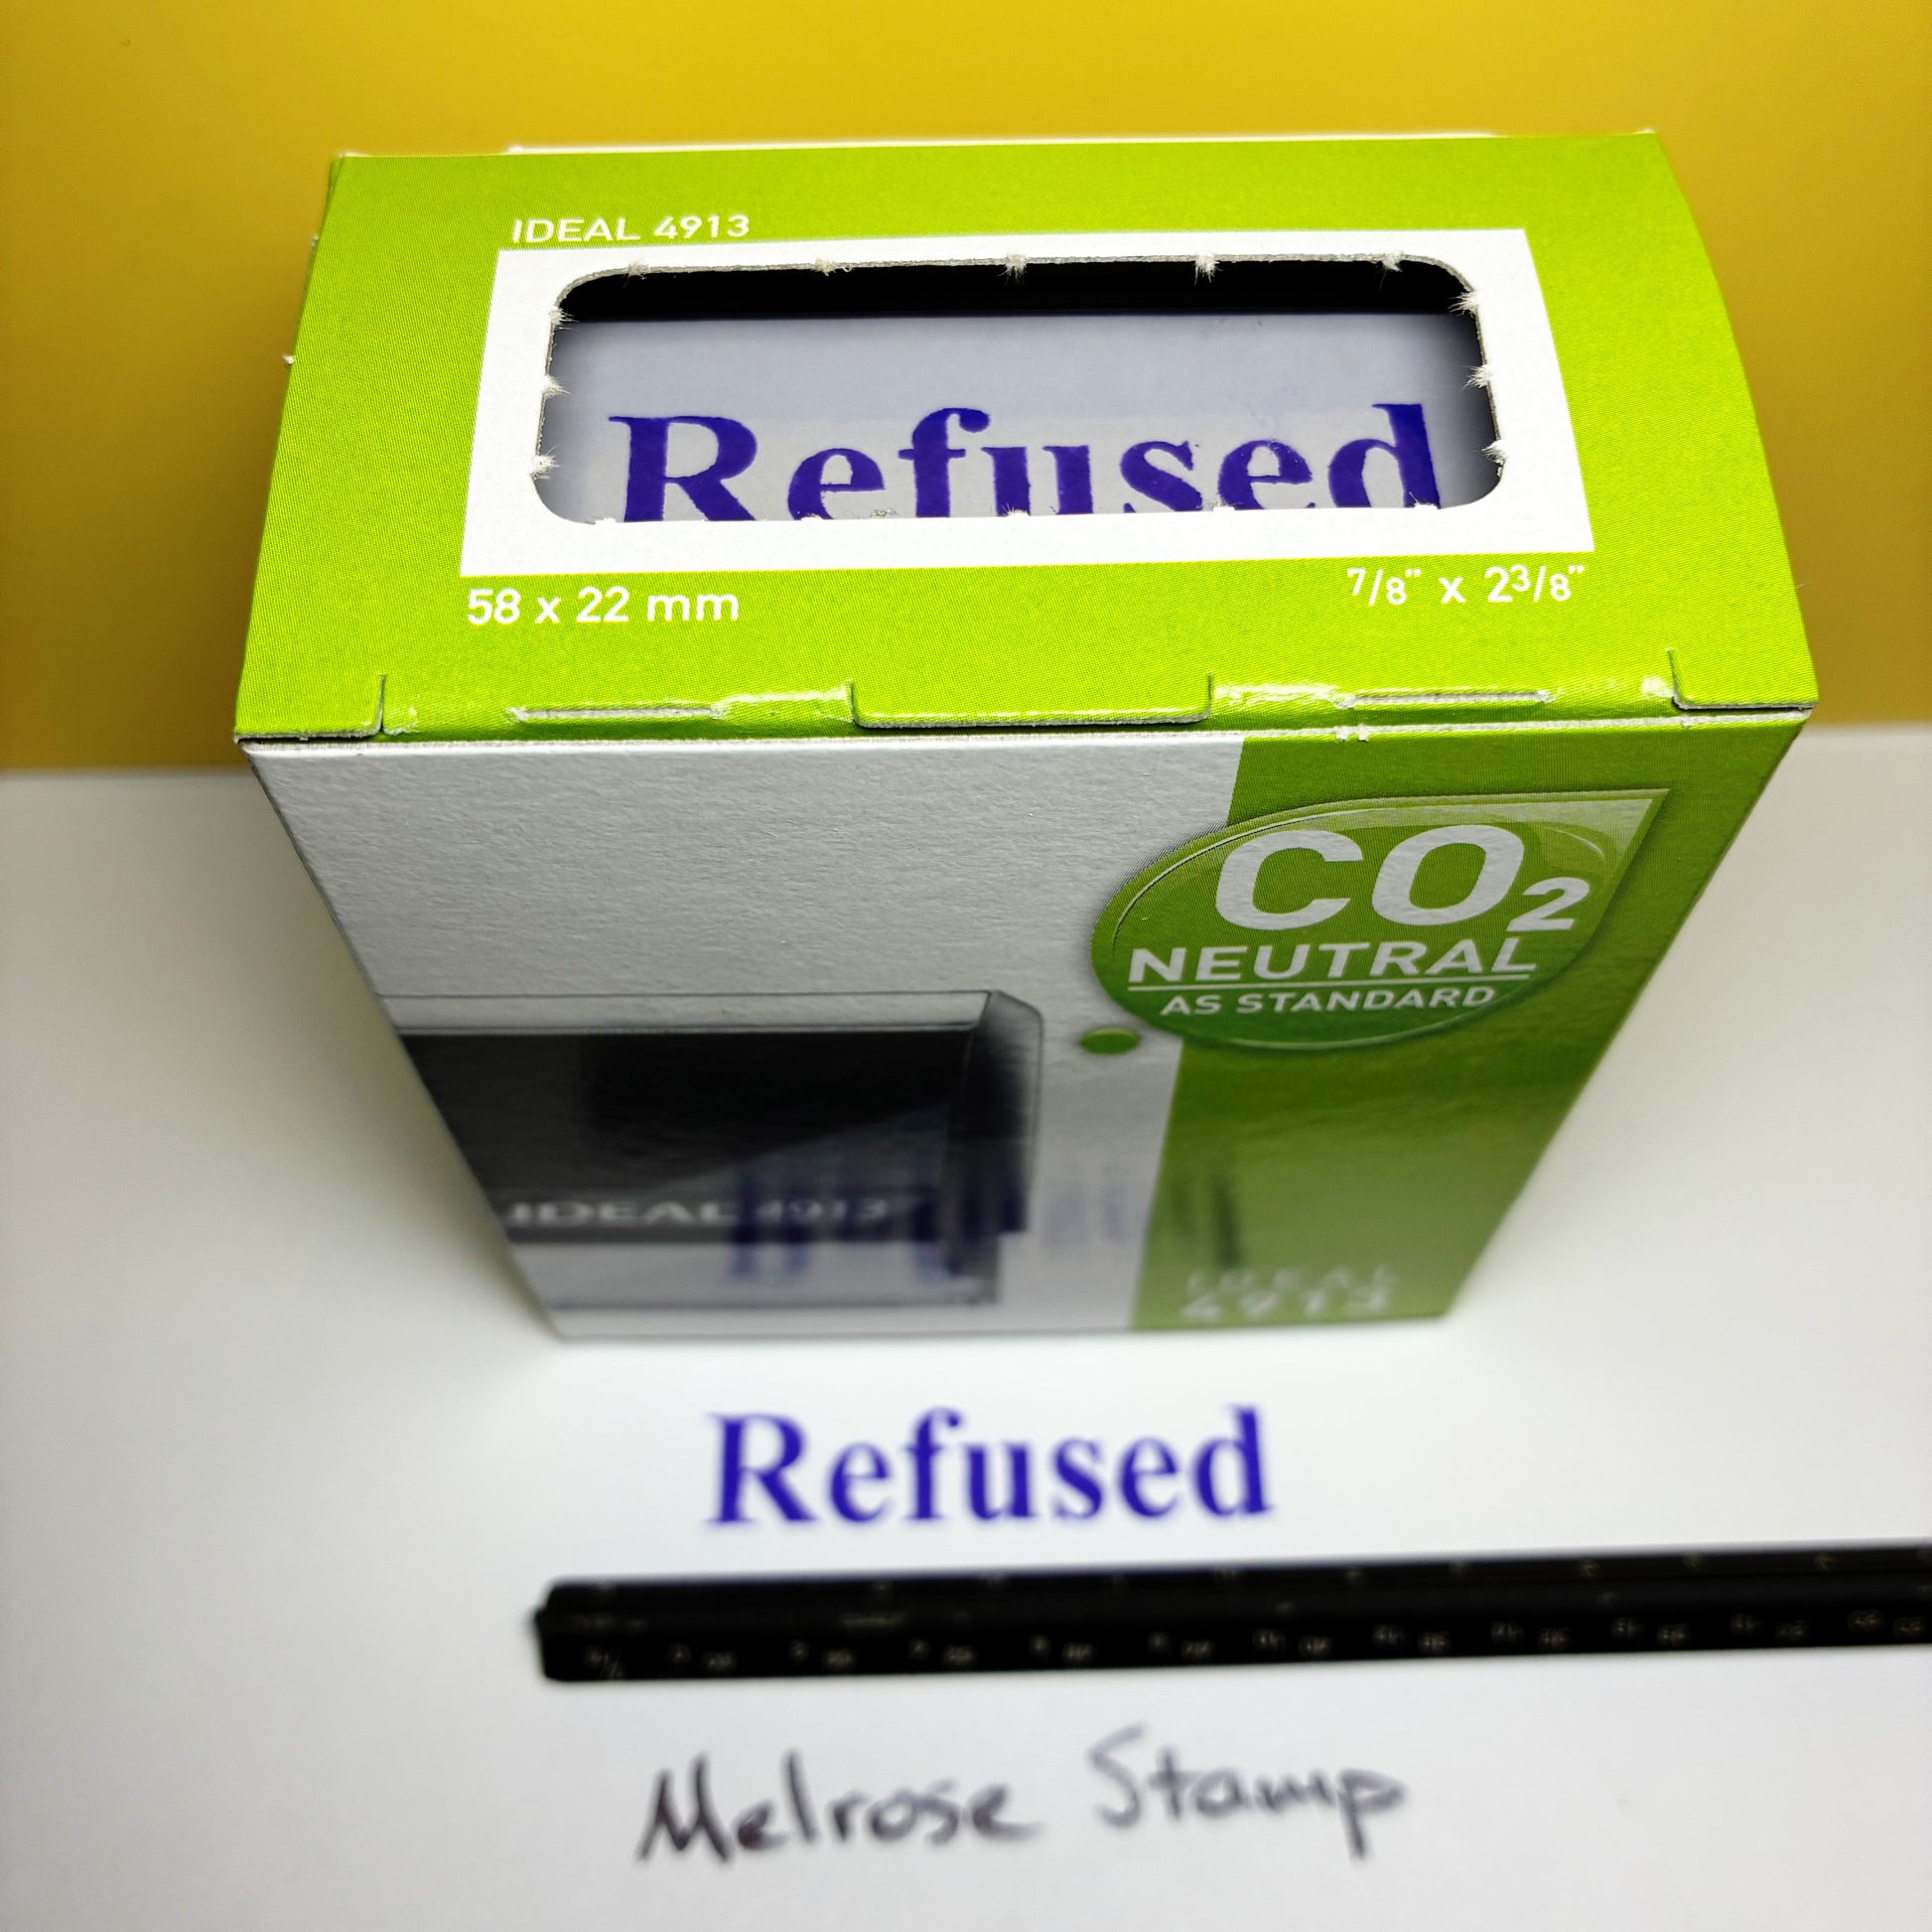 IDEAL 4913
Refused
58 x 22 mm
7/8" x 2 3/8"
CO₂
NEUTRAL
AS STANDARD
IDEAL 4913
IDEAL
4913
Refused
Melrose Stamp